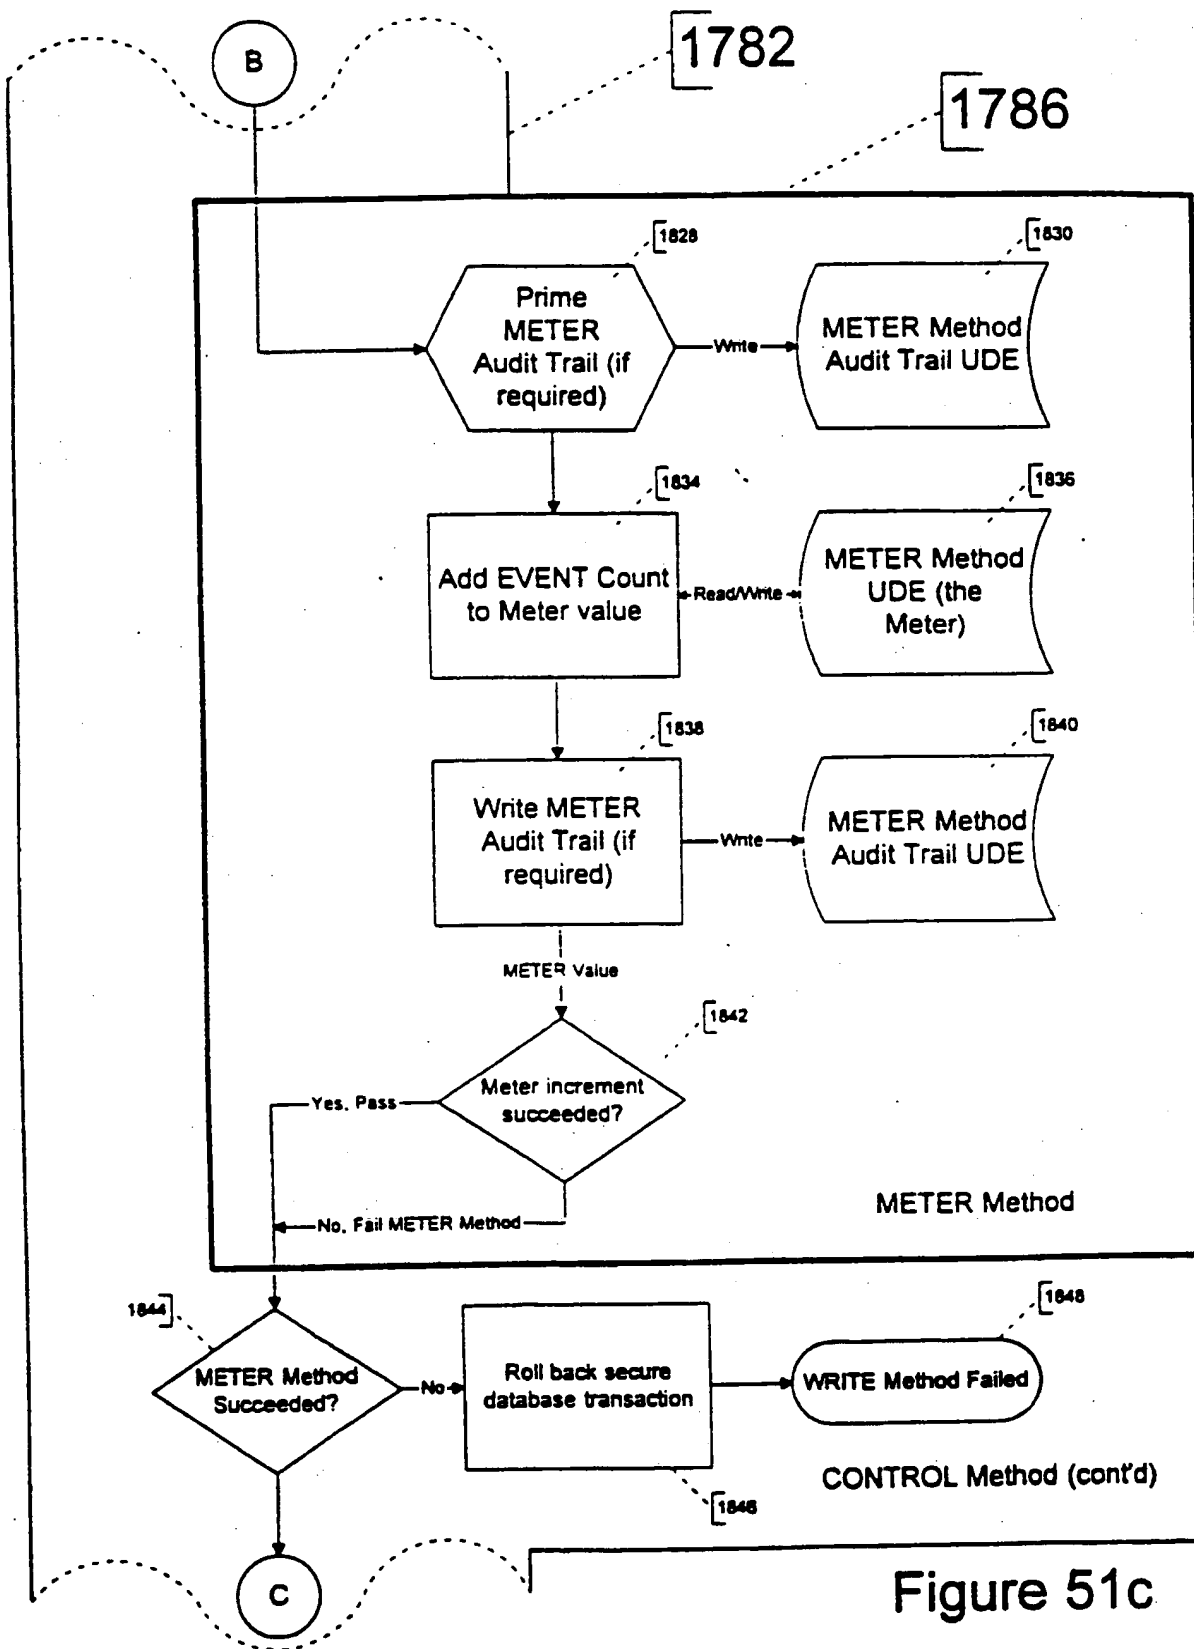 B
1782
1786
1828
Prime
METER
Audit Trail (if
required)
Write
1830
METER Method
Audit Trail UDE
1834
Add EVENT Count
to Meter value
Read/Write
1836
METER Method
UDE (the
Meter)
1838
Write METER
Audit Trail (if
required)
Write
1840
METER Method
Audit Trail UDE
METER Value
1842
Meter increment
succeeded?
Yes, Pass
No, Fail METER Method
METER Method
1844
METER Method
Succeeded?
No
Roll back secure
database transaction
1846
1848
WRITE Method Failed
CONTROL Method (cont'd)
C
Figure 51c